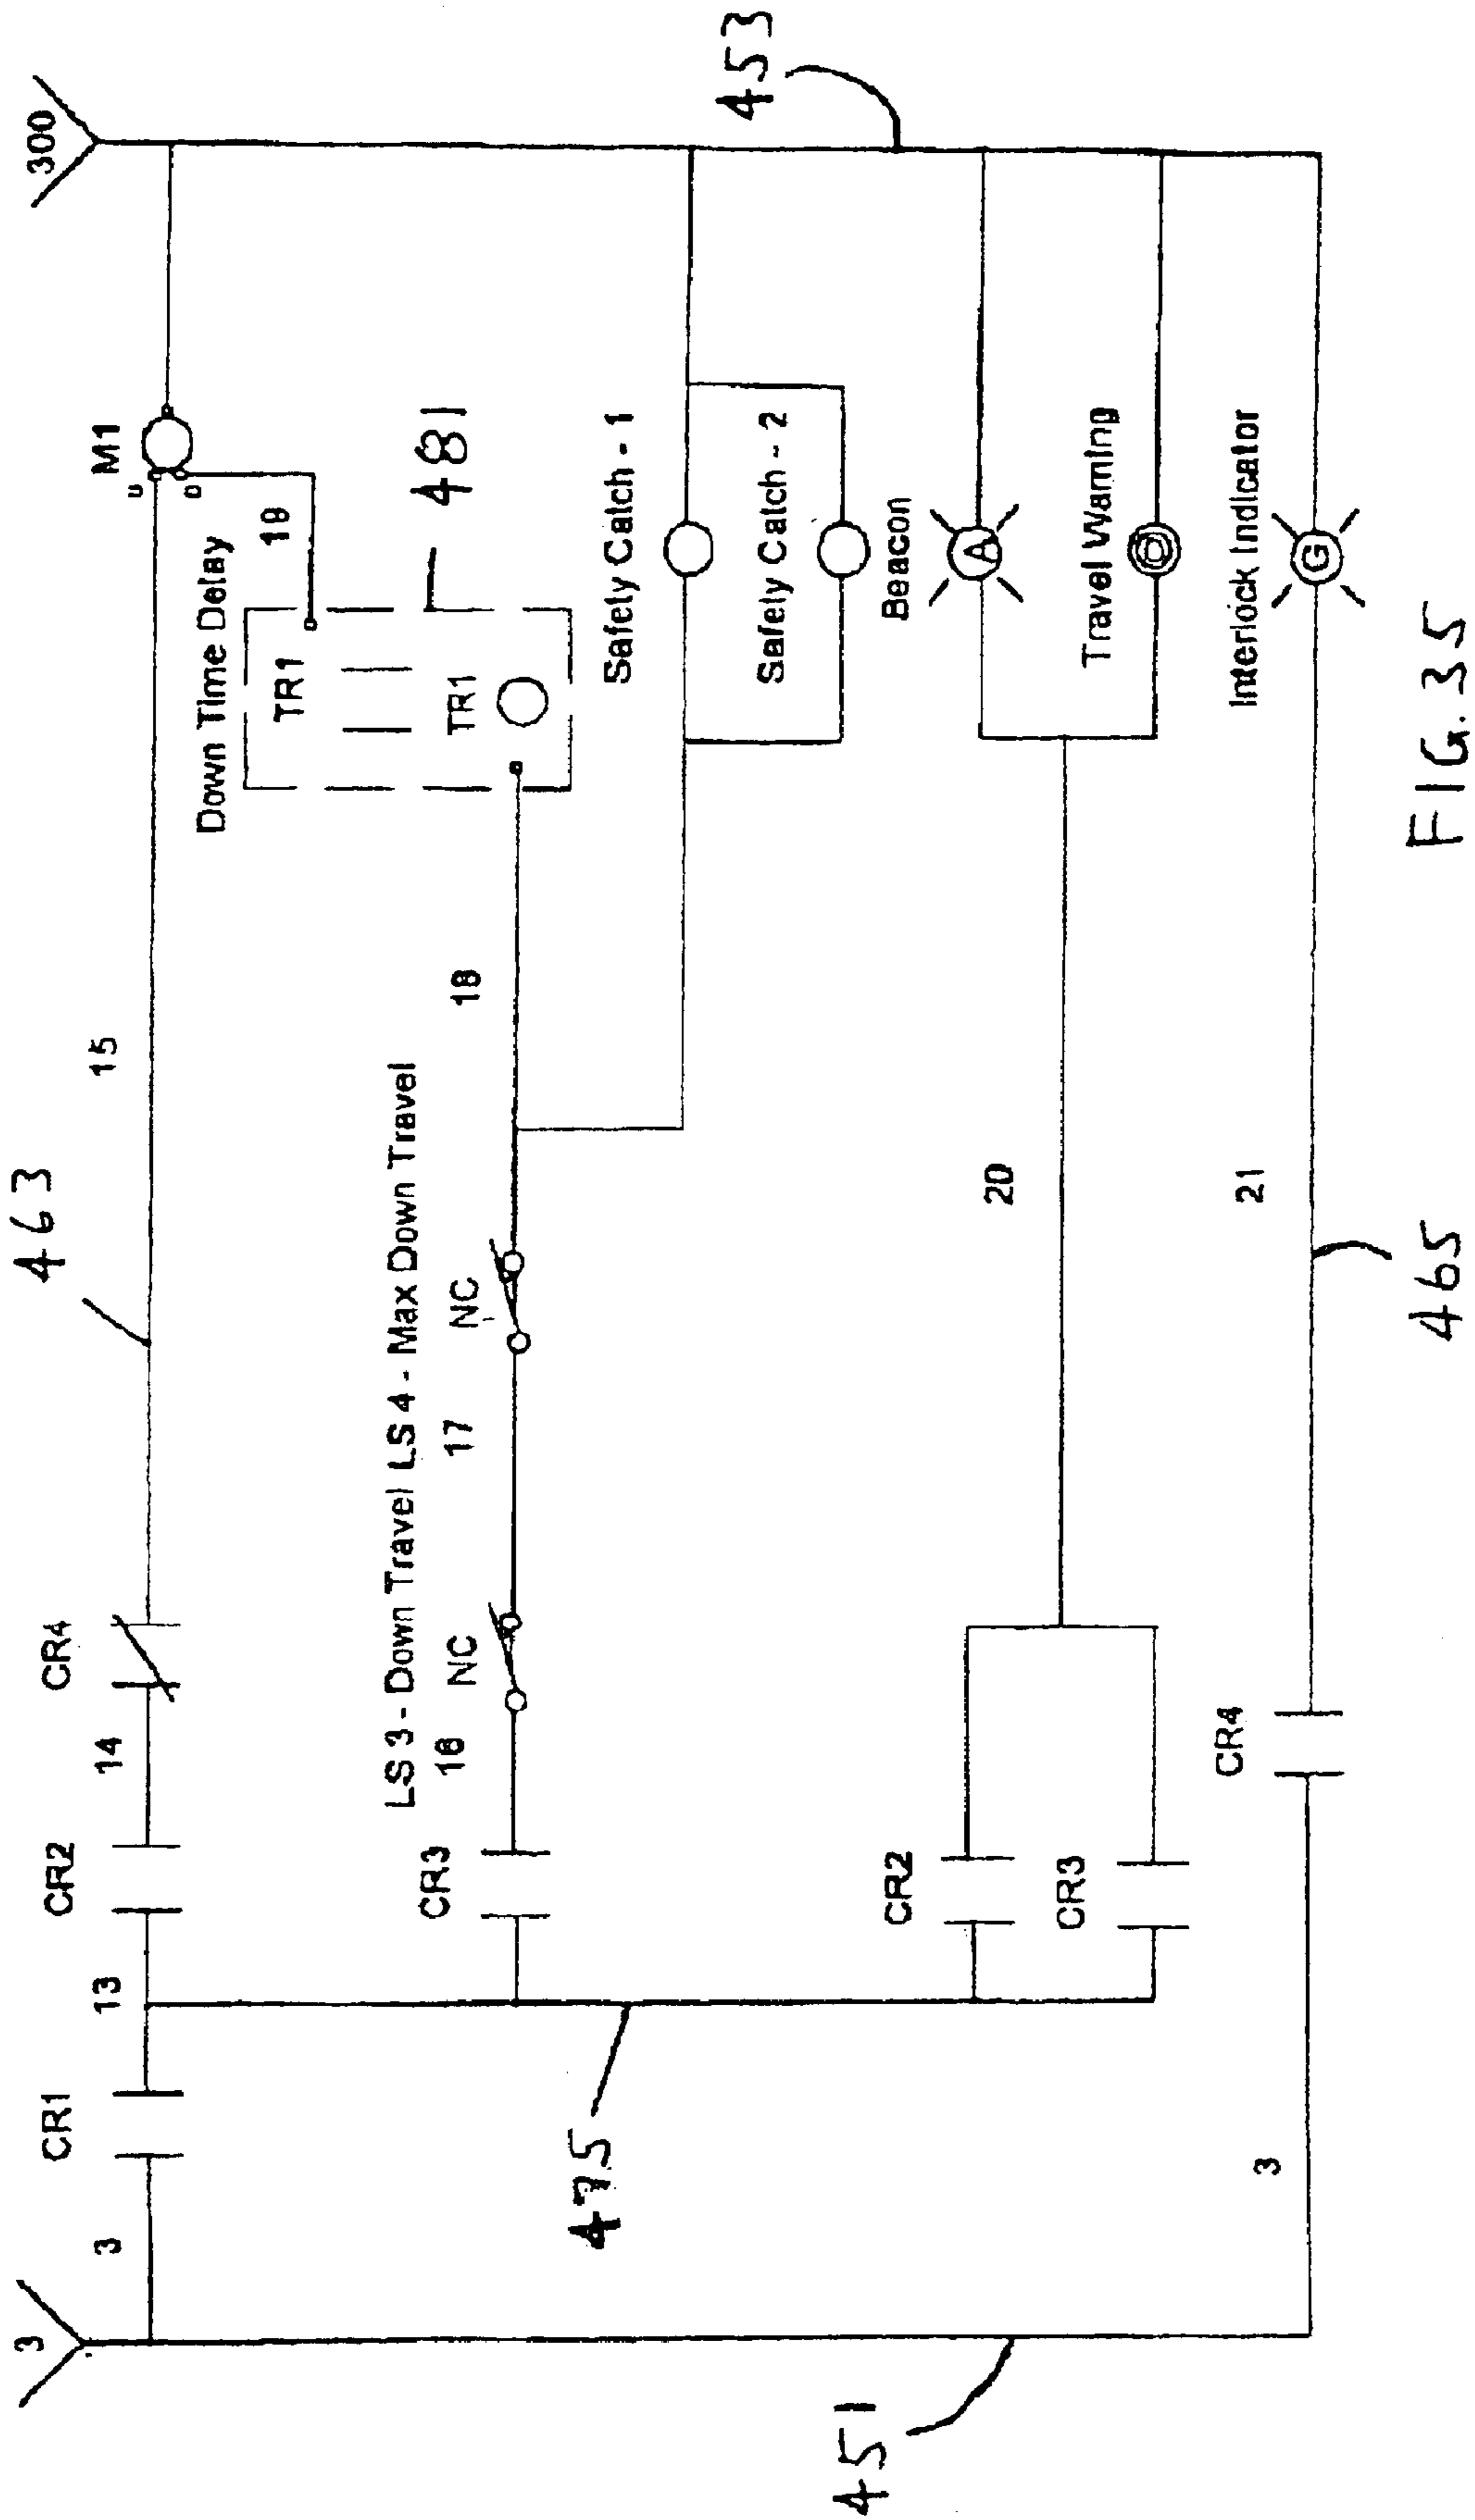 3
300
463
3
CR1
13
CR2
14
CR4
15
M1
U
D
Down Time Delay
19
TR1
481
TR1
LS 3 - Down Travel LS 4 - Max Down Travel
CR3
16
NC
17
NC
18
Safety Catch - 1
Safety Catch - 2
475
CR2
CR3
20
Beacon
A
Travel Warning
453
451
3
CR4
21
Interlock Indicator
G
465
FIG. 35